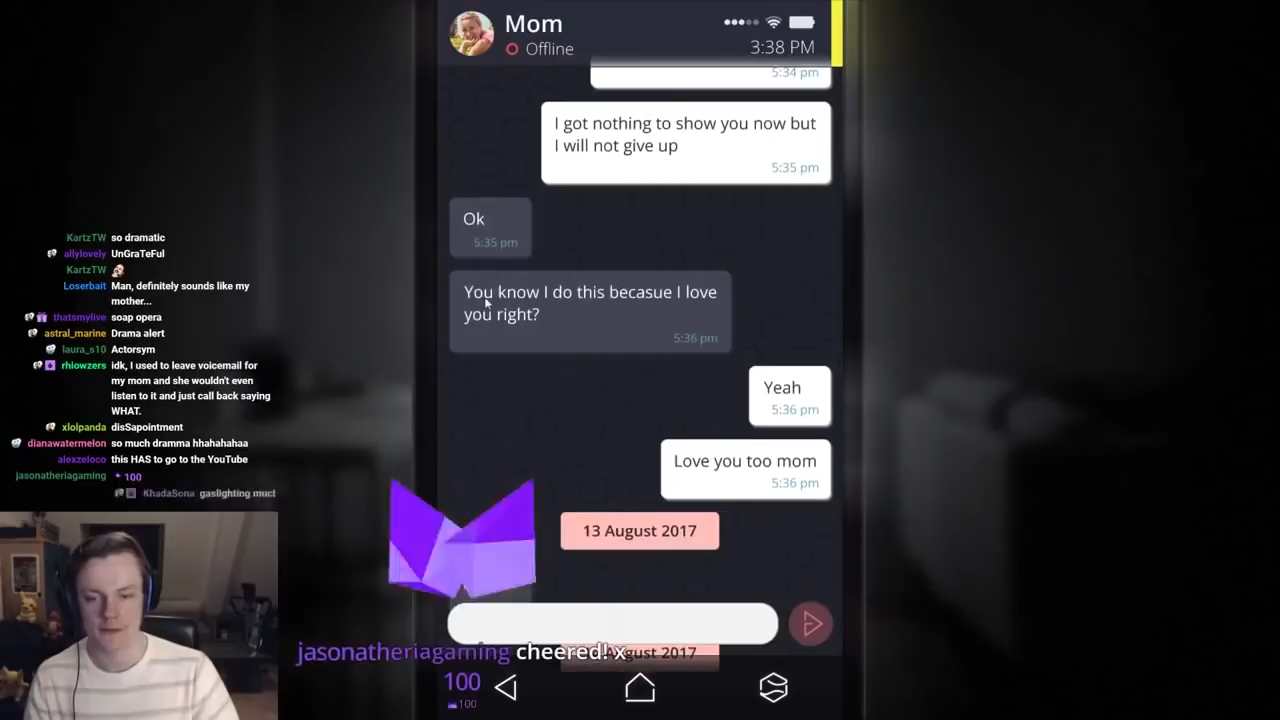 Mom
Offline
3:38 PM
5:34 pm
I got nothing to show you now but
I will not give up
5:35 pm
Ok
5:35 pm
You know I do this becasue I love
you right?
5:36 pm
Yeah
5:36 pm
Love you too mom
5:36 pm
13 August 2017
August 2017
KartzTW so dramatic
allylovely UnGraTeFul
KartzTW
Loserbait Man, definitely sounds like my
mother...
thatsmylive soap opera
astral_marine Drama alert
laura_s10 Actorsym
rhiowzers idk, I used to leave voicemail for
my mom and she wouldn't even
listen to it and just call back saying
WHAT.
xlolpanda disSapointment
dianawatermelon so much dramma hhahahahaa
alexzeloco this HAS to go to the YouTube
jasonatheriagaming 100
KhadaSona gaslighting muct
jasonatheriagaming cheered! x
100
100